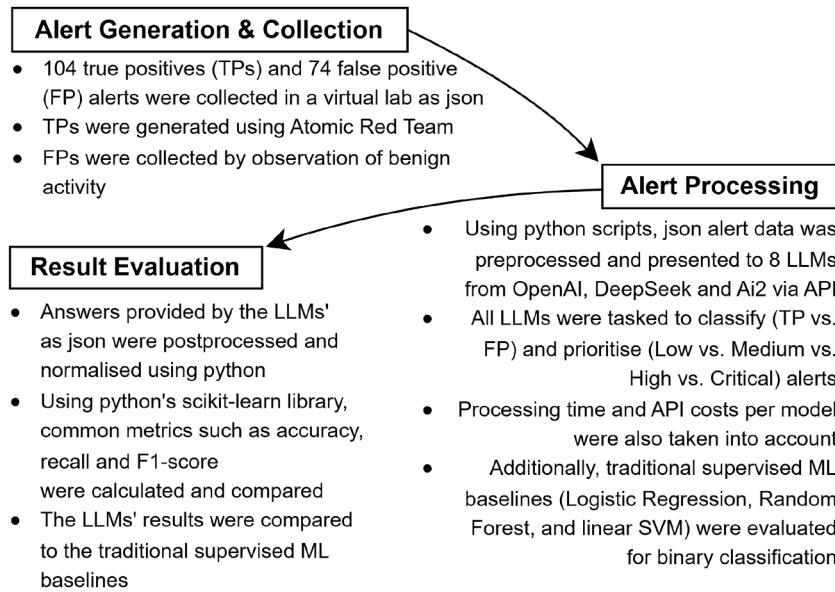 Alert Generation & Collection
● 104 true positives (TPs) and 74 false positive
(FP) alerts were collected in a virtual lab as json
● TPs were generated using Atomic Red Team
● FPs were collected by observation of benign
activity
Alert Processing
● Using python scripts, json alert data was
preprocessed and presented to 8 LLMs
from OpenAI, DeepSeek and Ai2 via API
● All LLMs were tasked to classify (TP vs.
FP) and prioritise (Low vs. Medium vs.
High vs. Critical) alerts
● Processing time and API costs per model
were also taken into account
● Additionally, traditional supervised ML
baselines (Logistic Regression, Random
Forest, and linear SVM) were evaluated
for binary classification
Result Evaluation
● Answers provided by the LLMs'
as json were postprocessed and
normalised using python
● Using python's scikit-learn library,
common metrics such as accuracy,
recall and F1-score
were calculated and compared
● The LLMs' results were compared
to the traditional supervised ML
baselines